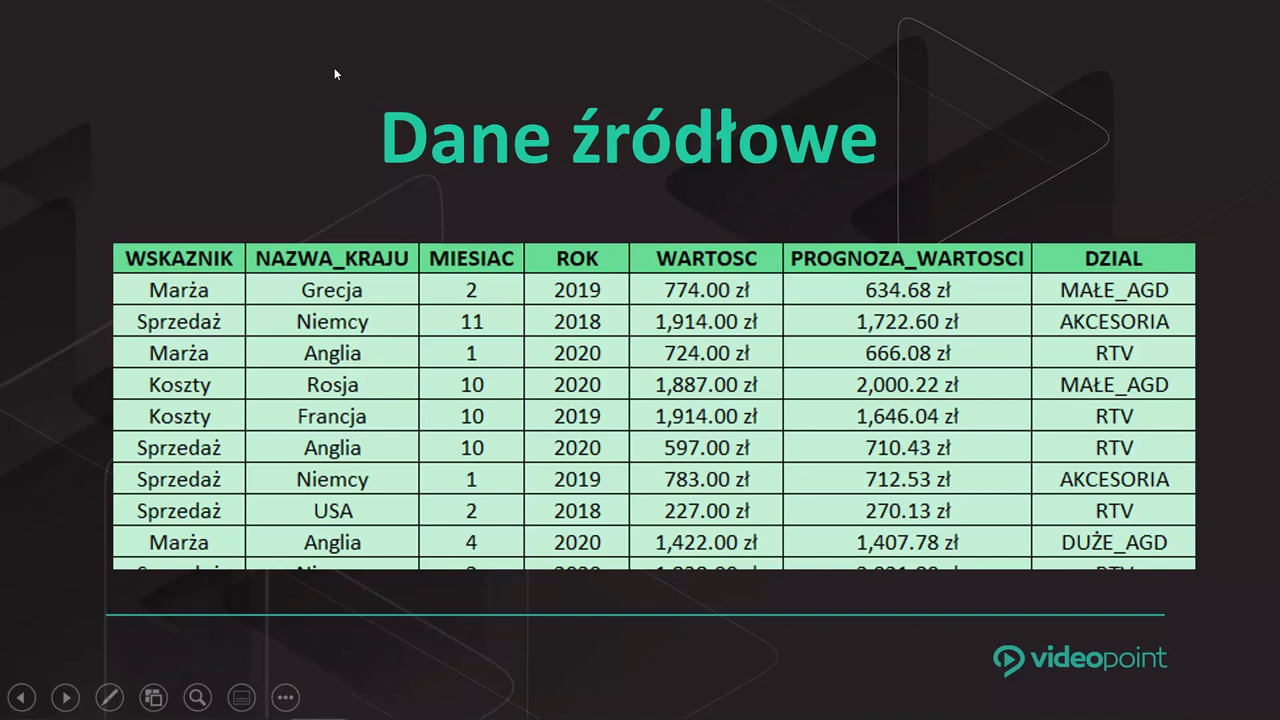 Dane źródłowe
WSKAZNIK NAZWA_KRAJU MIESIAC ROK WARTOSC PROGNOZA_WARTOSCI DZIAL
Marża Grecja 2 2019 774.00 zł 634.68 zł MAŁE_AGD
Sprzedaż Niemcy 11 2018 1,914.00 zł 1,722.60 zł AKCESORIA
Marża Anglia 1 2020 724.00 zł 666.08 zł RTV
Koszty Rosja 10 2020 1,887.00 zł 2,000.22 zł MAŁE_AGD
Koszty Francja 10 2019 1,914.00 zł 1,646.04 zł RTV
Sprzedaż Anglia 10 2020 597.00 zł 710.43 zł RTV
Sprzedaż Niemcy 1 2019 783.00 zł 712.53 zł AKCESORIA
Sprzedaż USA 2 2018 227.00 zł 270.13 zł RTV
Marża Anglia 4 2020 1,422.00 zł 1,407.78 zł DUŻE_AGD
videopoint